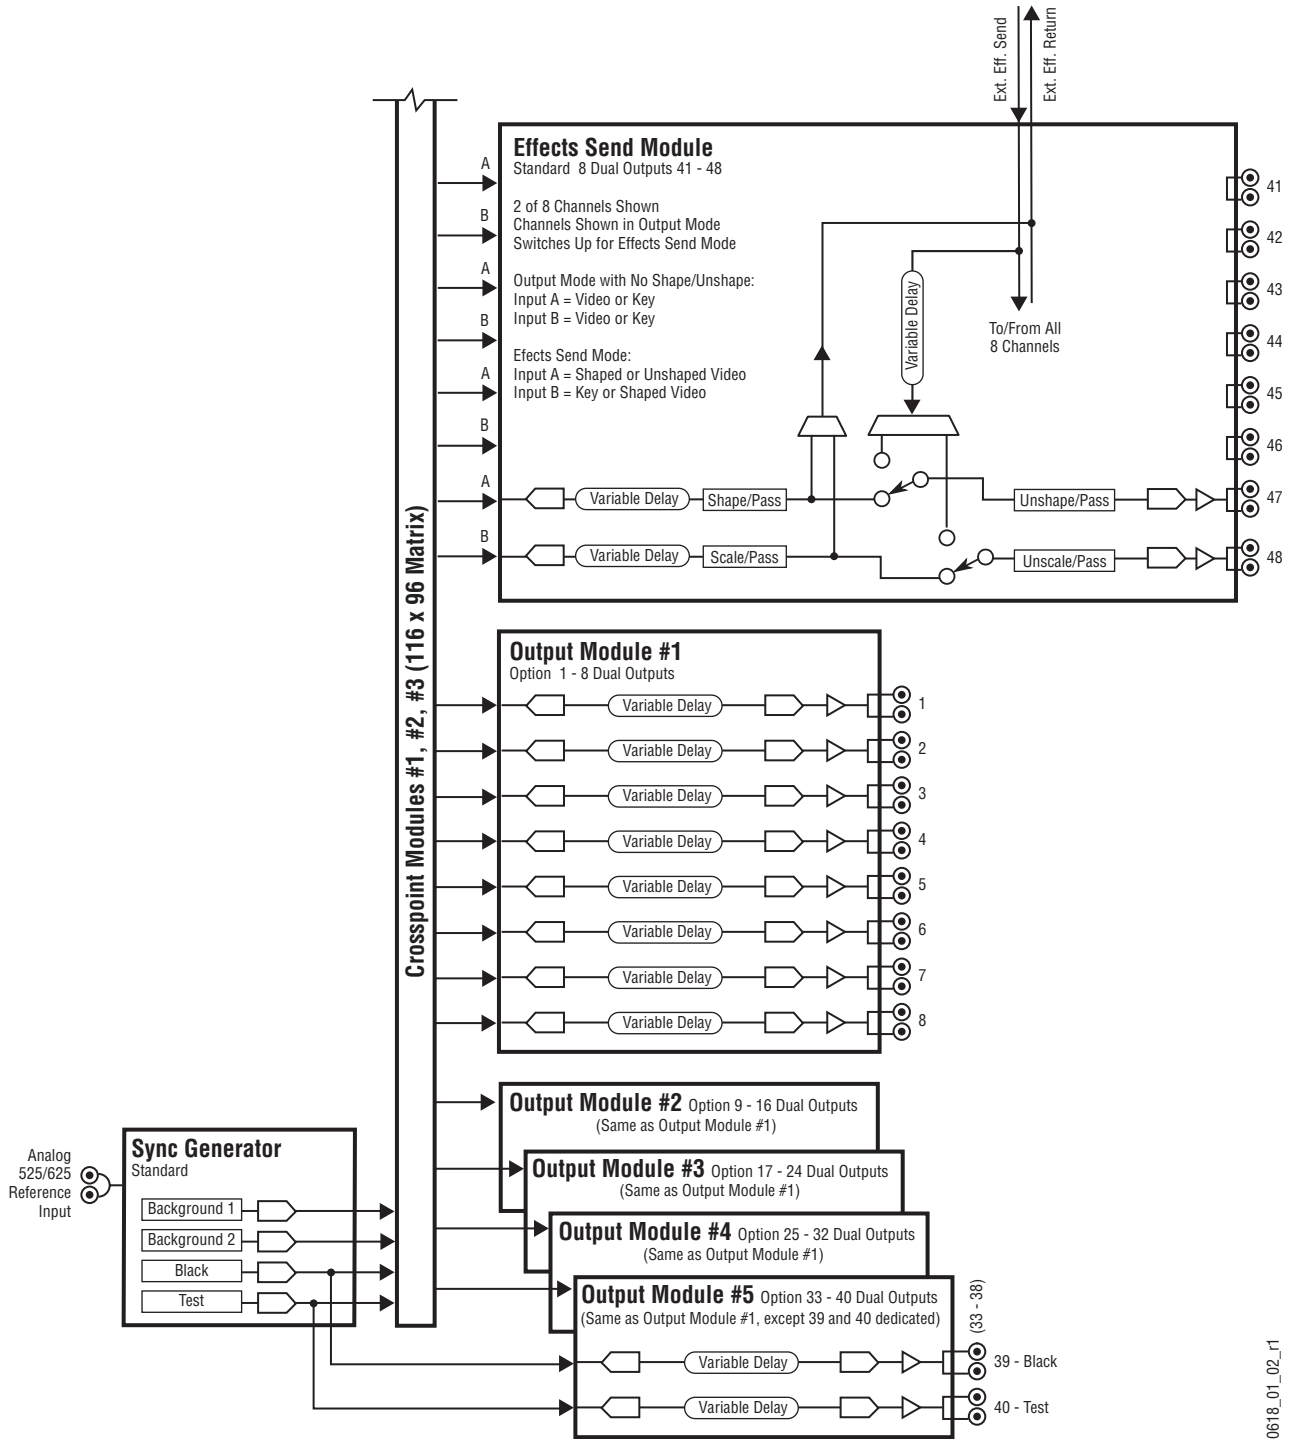 Ext. Eff. Send
Ext. Eff. Return
Effects Send Module
Standard 8 Dual Outputs 41 - 48
2 of 8 Channels Shown
Channels Shown in Output Mode
Switches Up for Effects Send Mode
Output Mode with No Shape/Unshape:
Input A = Video or Key
Input B = Video or Key
Efects Send Mode:
Input A = Shaped or Unshaped Video
Input B = Key or Shaped Video
A
B
A
B
A
B
A
B
Variable Delay
To/From All
8 Channels
Variable Delay
Shape/Pass
Unshape/Pass
Variable Delay
Scale/Pass
Unscale/Pass
41
42
43
44
45
46
47
48
Crosspoint Modules #1, #2, #3 (116 x 96 Matrix)
Output Module #1
Option 1 - 8 Dual Outputs
Variable Delay
1
Variable Delay
2
Variable Delay
3
Variable Delay
4
Variable Delay
5
Variable Delay
6
Variable Delay
7
Variable Delay
8
Output Module #2 Option 9 - 16 Dual Outputs
(Same as Output Module #1)
Output Module #3 Option 17 - 24 Dual Outputs
(Same as Output Module #1)
Output Module #4 Option 25 - 32 Dual Outputs
(Same as Output Module #1)
Output Module #5 Option 33 - 40 Dual Outputs
(Same as Output Module #1, except 39 and 40 dedicated)
(33 - 38)
Variable Delay
39 - Black
Variable Delay
40 - Test
Analog
525/625
Reference
Input
Sync Generator
Standard
Background 1
Background 2
Black
Test
0618_01_02_r1